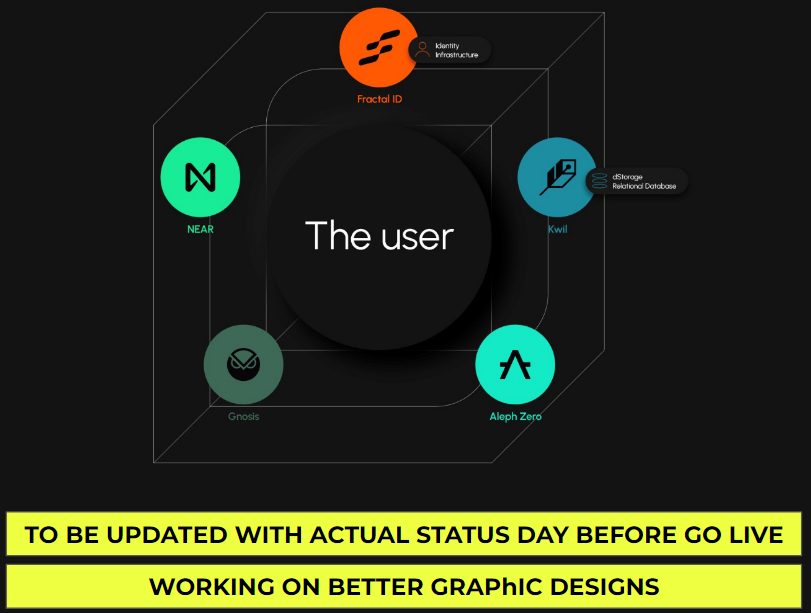 Identity
Infrastructure
Fractal ID
NEAR
dStorage
Relational Database
Kwil
The user
Gnosis
Aleph Zero
TO BE UPDATED WITH ACTUAL STATUS DAY BEFORE GO LIVE
WORKING ON BETTER GRAPhIC DESIGNS